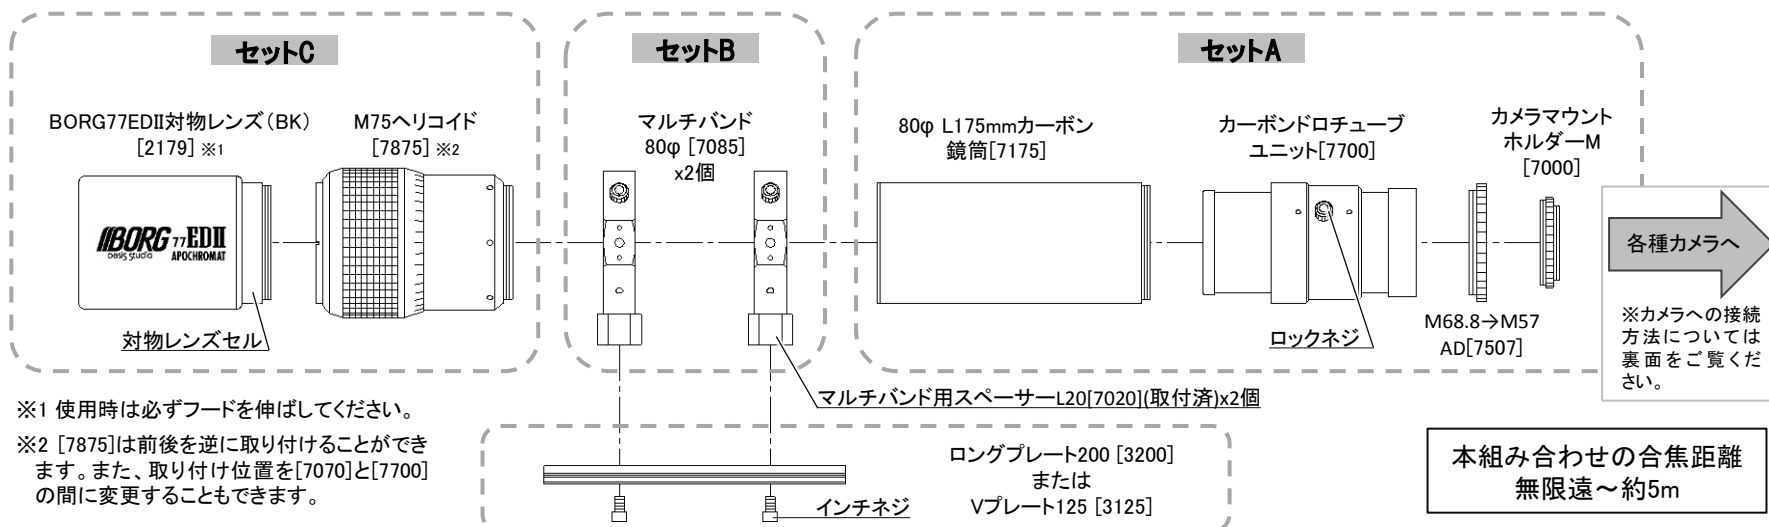 セットC
セットB
セットA
BORG77EDⅡ対物レンズ(BK)
[2179] ※1
M75ヘリコイド
[7875] ※2
マルチバンド
80φ [7085]
x2個
80φ L175mmカーボン
鏡筒[7175]
カーボンドロチューブ
ユニット[7700]
カメラマウント
ホルダーM
[7000]
BORG 77EDⅡ
oasis studio APOCHROMAT
各種カメラへ
対物レンズセル
ロックネジ
M68.8→M57
AD[7507]
※カメラへの接続
方法については
裏面をご覧くだ
さい。
マルチバンド用スペーサーL20[7020](取付済)x2個
※1 使用時は必ずフードを伸ばしてください。
※2 [7875]は前後を逆に取り付けることができ
ます。また、取り付け位置を[7070]と[7700]
の間に変更することもできます。
ロングプレート200 [3200]
または
Vプレート125 [3125]
インチネジ
本組み合わせの合焦距離
無限遠～約5m